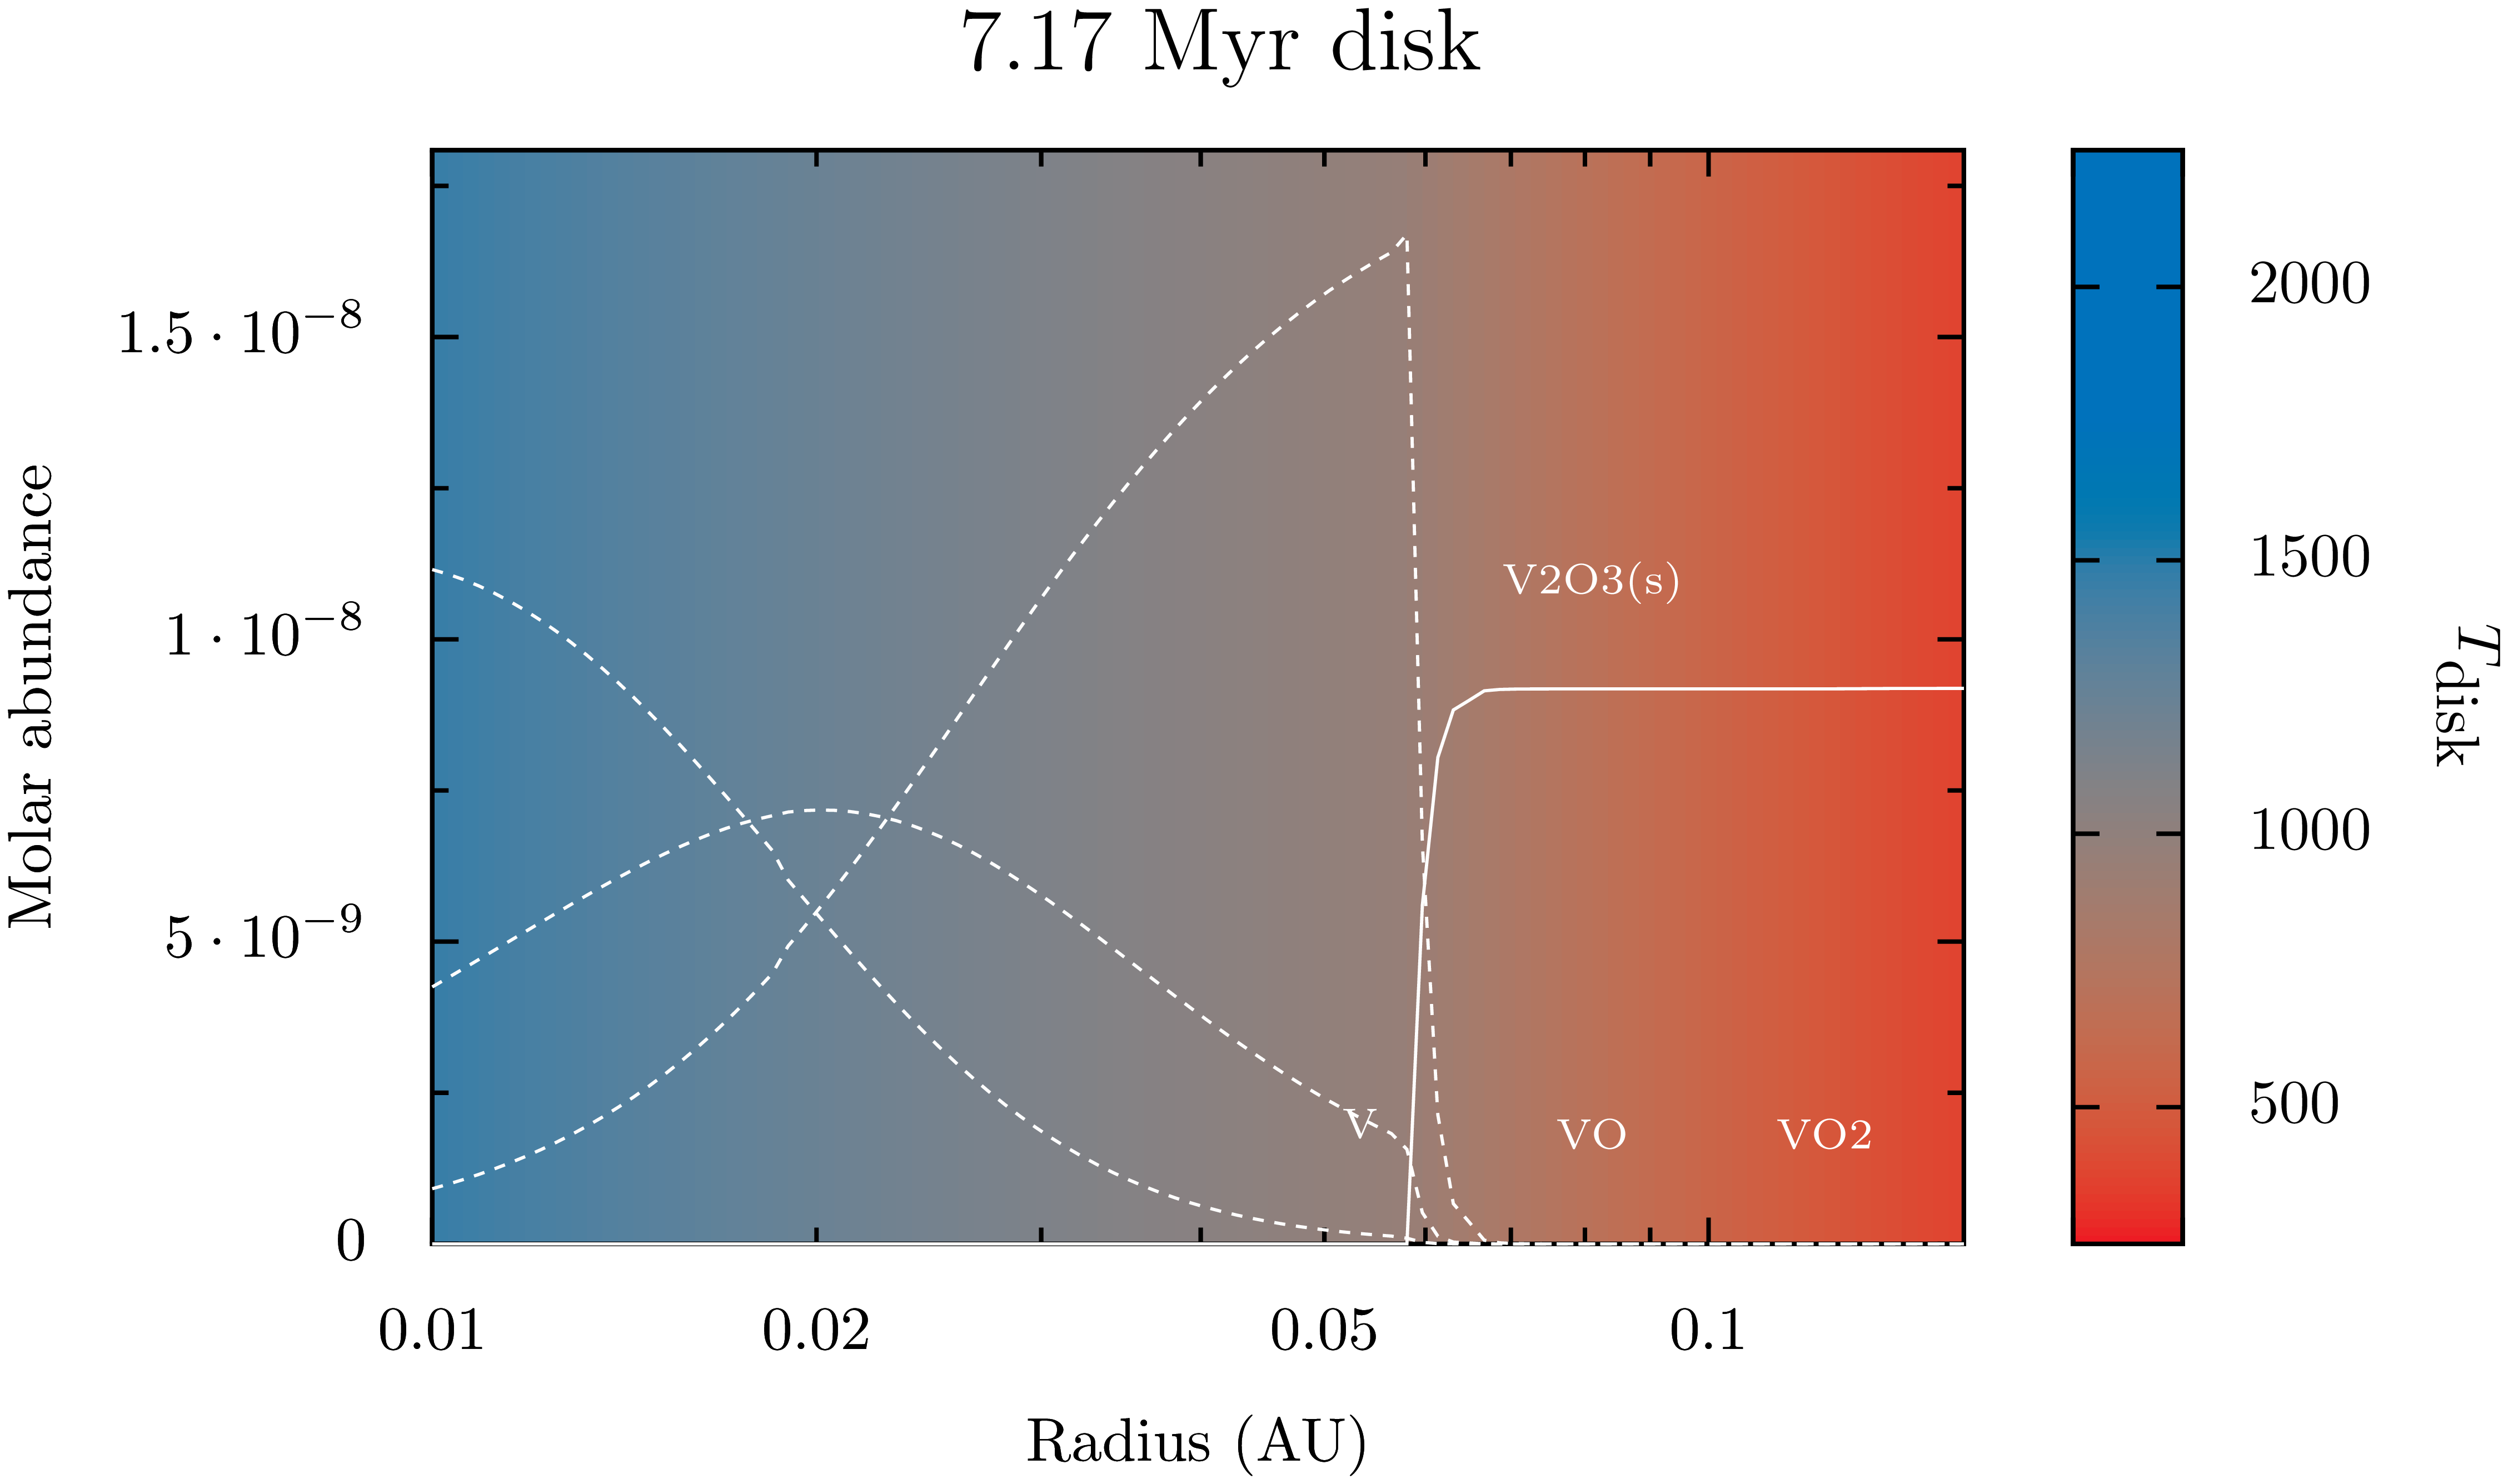 7.17 Myr disk
Molar abundance
1.5 · 10⁻⁸
1 · 10⁻⁸
5 · 10⁻⁹
0
V2O3(s)
V
VO
VO2
0.01
0.02
0.05
0.1
Radius (AU)
2000
1500
1000
500
T_disk